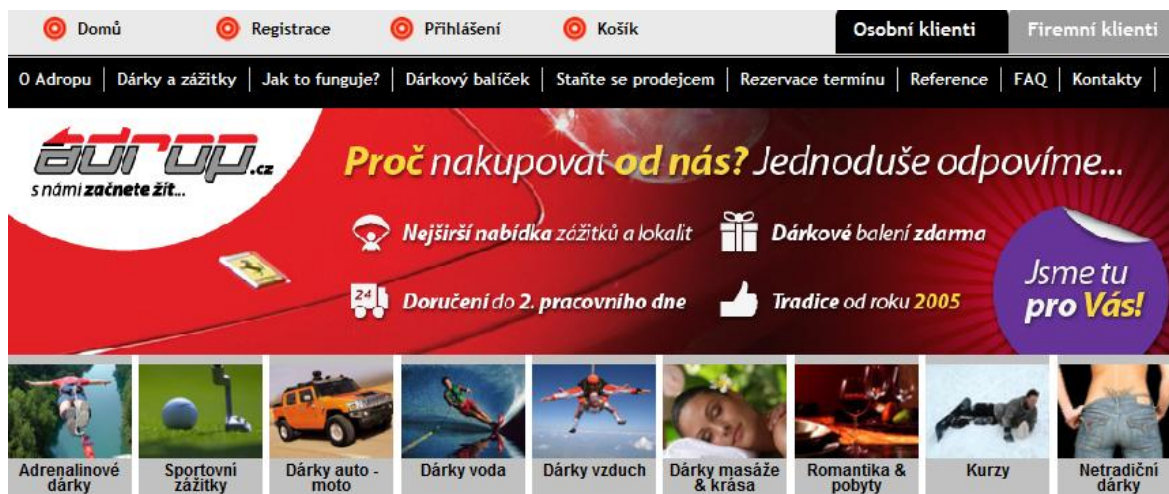 Domů
Registrace
Přihlášení
Košík
Osobní klienti
Firemní klienti
O Adropu
Dárky a zážitky
Jak to funguje?
Dárkový balíček
Staňte se prodejcem
Rezervace termínu
Reference
FAQ
Kontakty
adrop.cz
s námi začnete žít...
Proč nakupovat od nás? Jednoduše odpovíme...
Nejširší nabídka zážitků a lokalit
Dárkové balení zdarma
24
Doručení do 2. pracovního dne
Tradice od roku 2005
Jsme tu
pro Vás!
Adrenalinové
dárky
Sportovní
zážitky
Dárky auto -
moto
Dárky voda
Dárky vzduch
Dárky masáže
& krása
Romantika &
pobyty
Kurzy
Netradiční
dárky